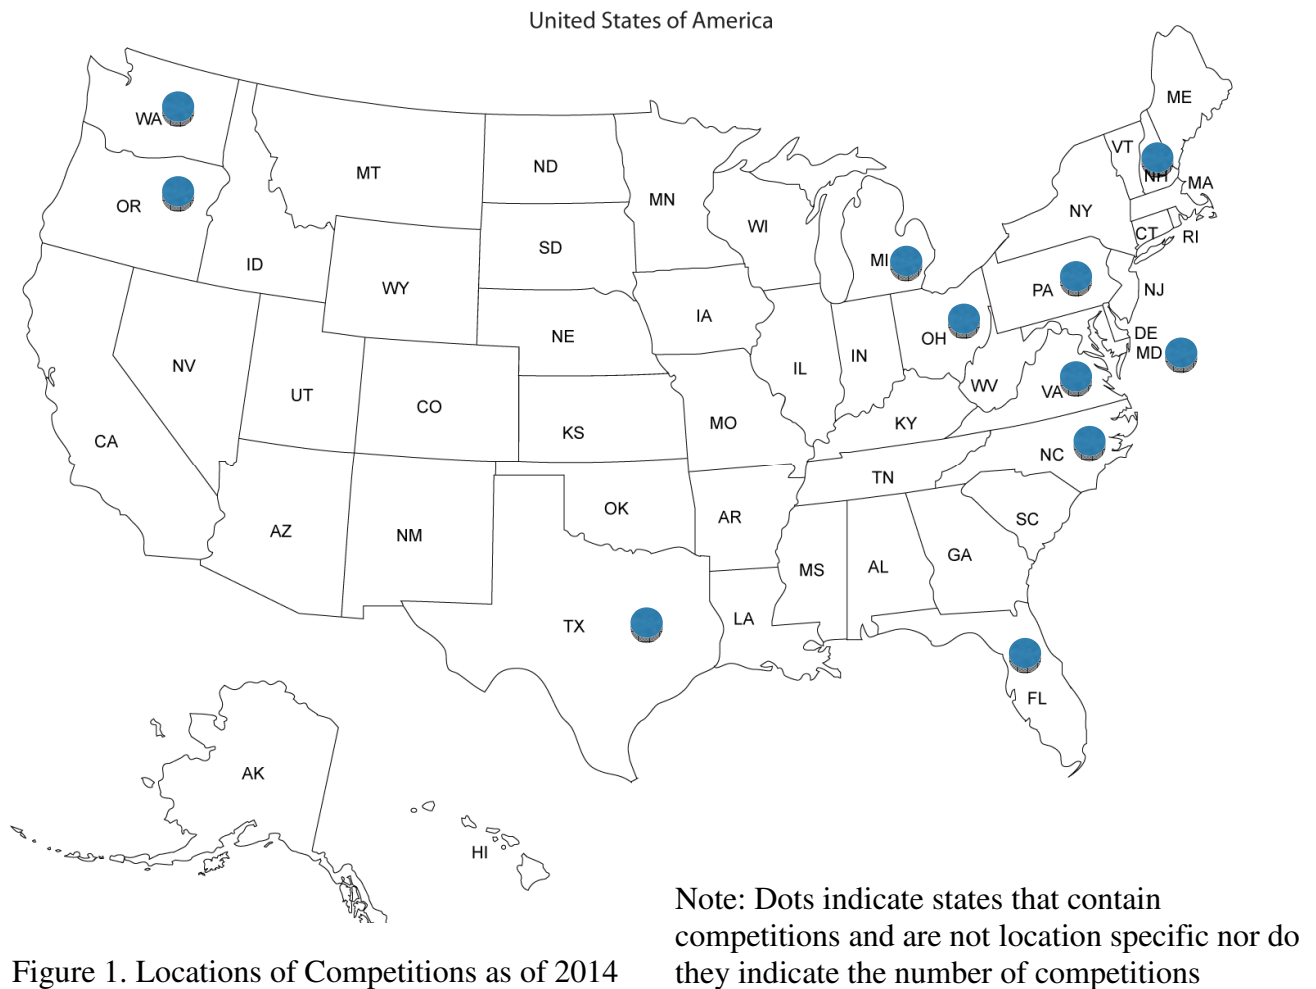 United States of America
ME
WA
VT
NH
MT
ND
MA
OR
MN
NY
WI
CT
RI
SD
ID
MI
WY
PA
NJ
IA
NE
DE
OH
MD
NV
IL
IN
UT
WV
VA
CO
KY
MO
KS
CA
NC
TN
OK
AR
SC
AZ
NM
GA
MS
AL
LA
TX
FL
AK
HI
Note: Dots indicate states that contain
competitions and are not location specific nor do
they indicate the number of competitions
Figure 1. Locations of Competitions as of 2014